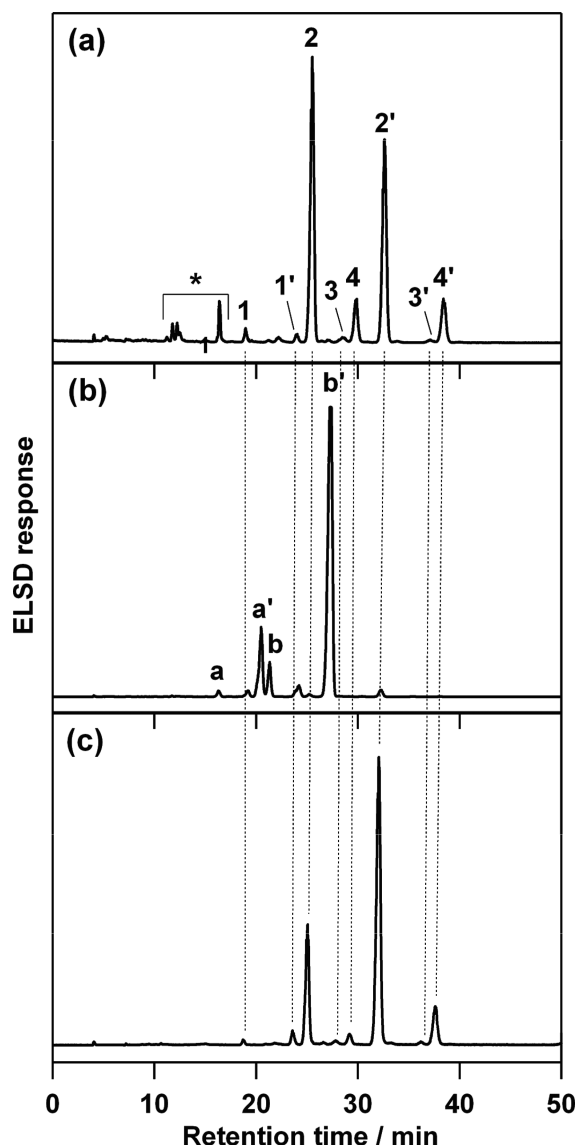 (a)
2
2'
*
1
1'
3
4
3'
4'
(b)
b'
a'
b
a
(c)
ELSD response
0 10 20 30 40 50
Retention time / min